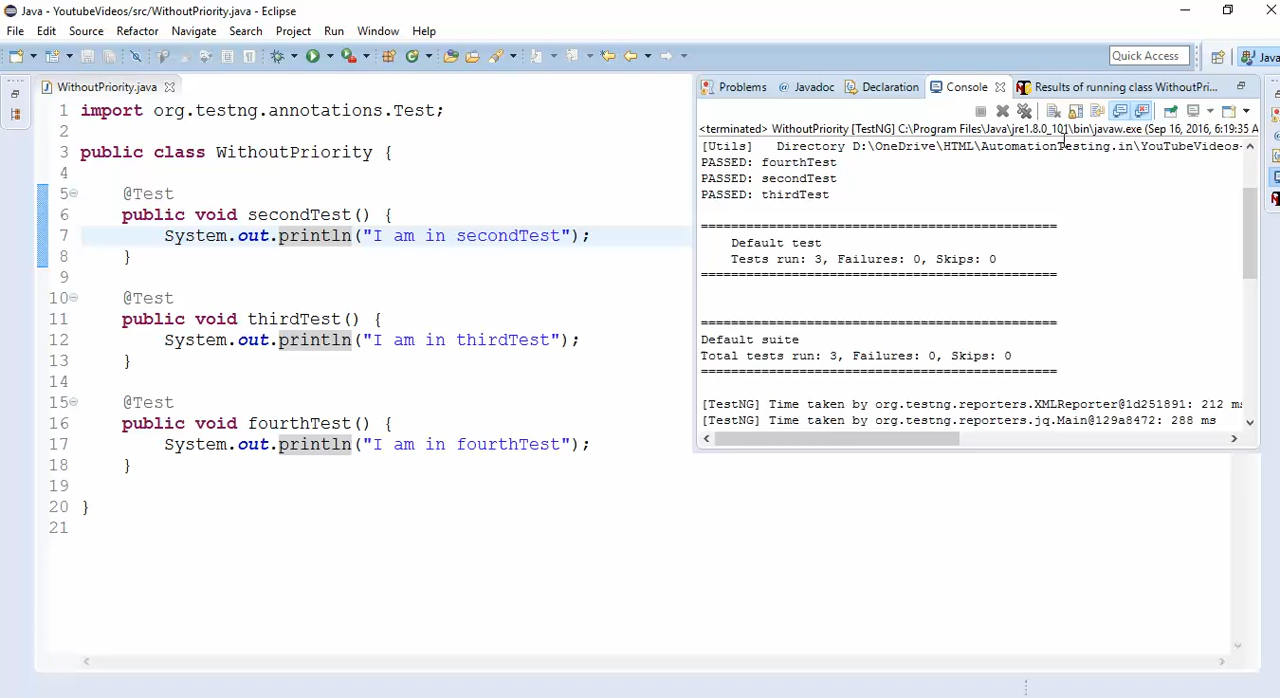 Java - YoutubeVideos/src/WithoutPriority.java - Eclipse
File Edit Source Refactor Navigate Search Project Run Window Help
Quick Access
Java
WithoutPriority.java
1 import org.testng.annotations.Test;
2
3 public class WithoutPriority {
4
5 @Test
6 public void secondTest() {
7 System.out.println("I am in secondTest");
8 }
9
10 @Test
11 public void thirdTest() {
12 System.out.println("I am in thirdTest");
13 }
14
15 @Test
16 public void fourthTest() {
17 System.out.println("I am in fourthTest");
18 }
19
20 }
21
Problems @ Javadoc Declaration Console Results of running class WithoutPri...
<terminated> WithoutPriority [TestNG] C:\Program Files\Java\jre1.8.0_101\bin\javaw.exe (Sep 16, 2016, 6:19:35 A
[Utils] Directory D:\OneDrive\HTML\AutomationTesting.in\YouTubeVideos-
PASSED: fourthTest
PASSED: secondTest
PASSED: thirdTest
===============================================
Default test
Tests run: 3, Failures: 0, Skips: 0
===============================================
===============================================
Default suite
Total tests run: 3, Failures: 0, Skips: 0
===============================================
[TestNG] Time taken by org.testng.reporters.XMLReporter@1d251891: 212 ms
[TestNG] Time taken by org.testng.reporters.jq.Main@129a8472: 288 ms